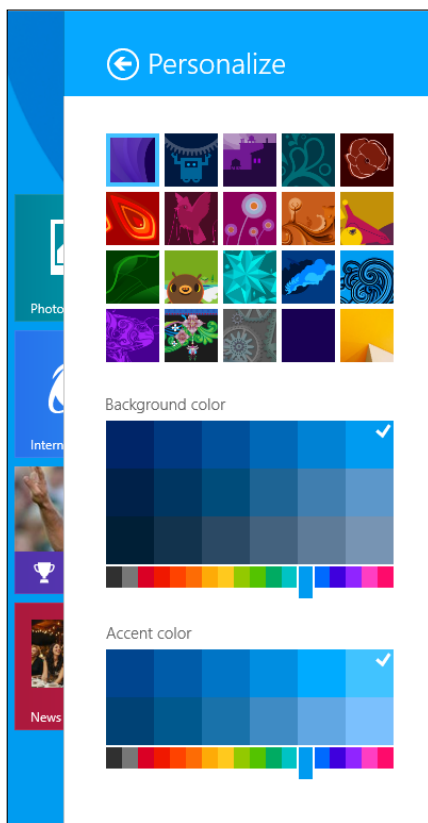 Personalize
Photo
Intern
Background color
Accent color
News